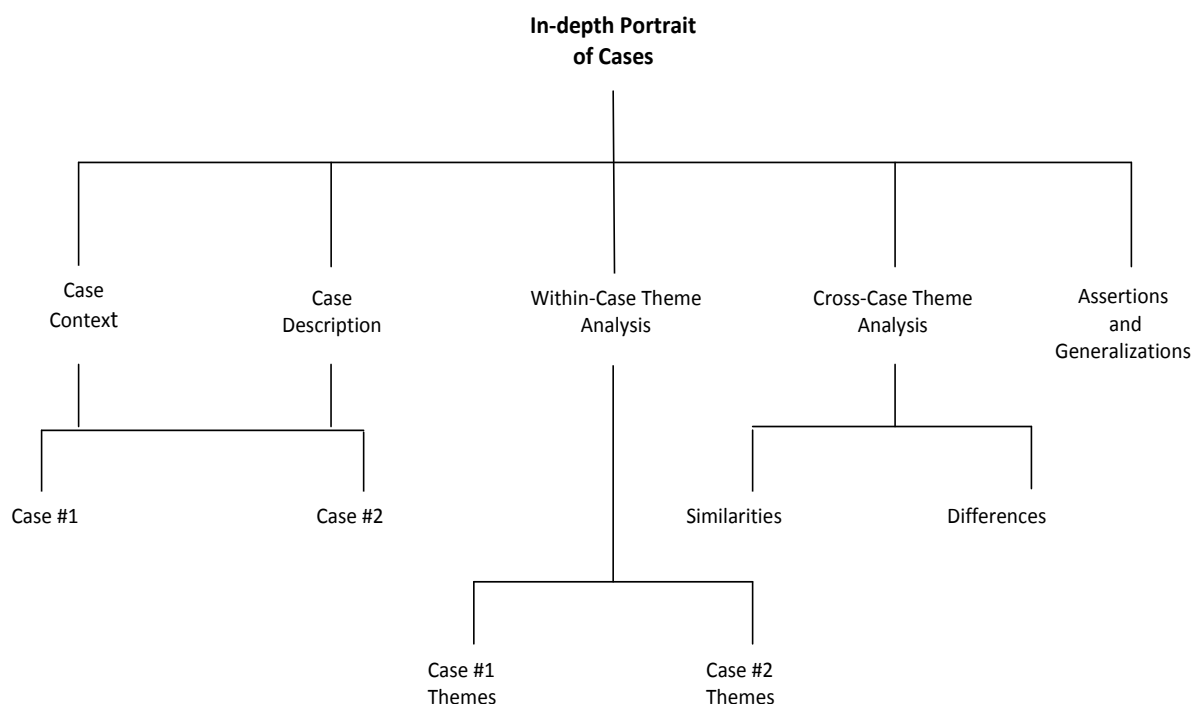 In-depth Portrait
of Cases
Case
Context
Case
Description
Within-Case Theme
Analysis
Cross-Case Theme
Analysis
Assertions
and
Generalizations
Case #1
Case #2
Similarities
Differences
Case #1
Themes
Case #2
Themes